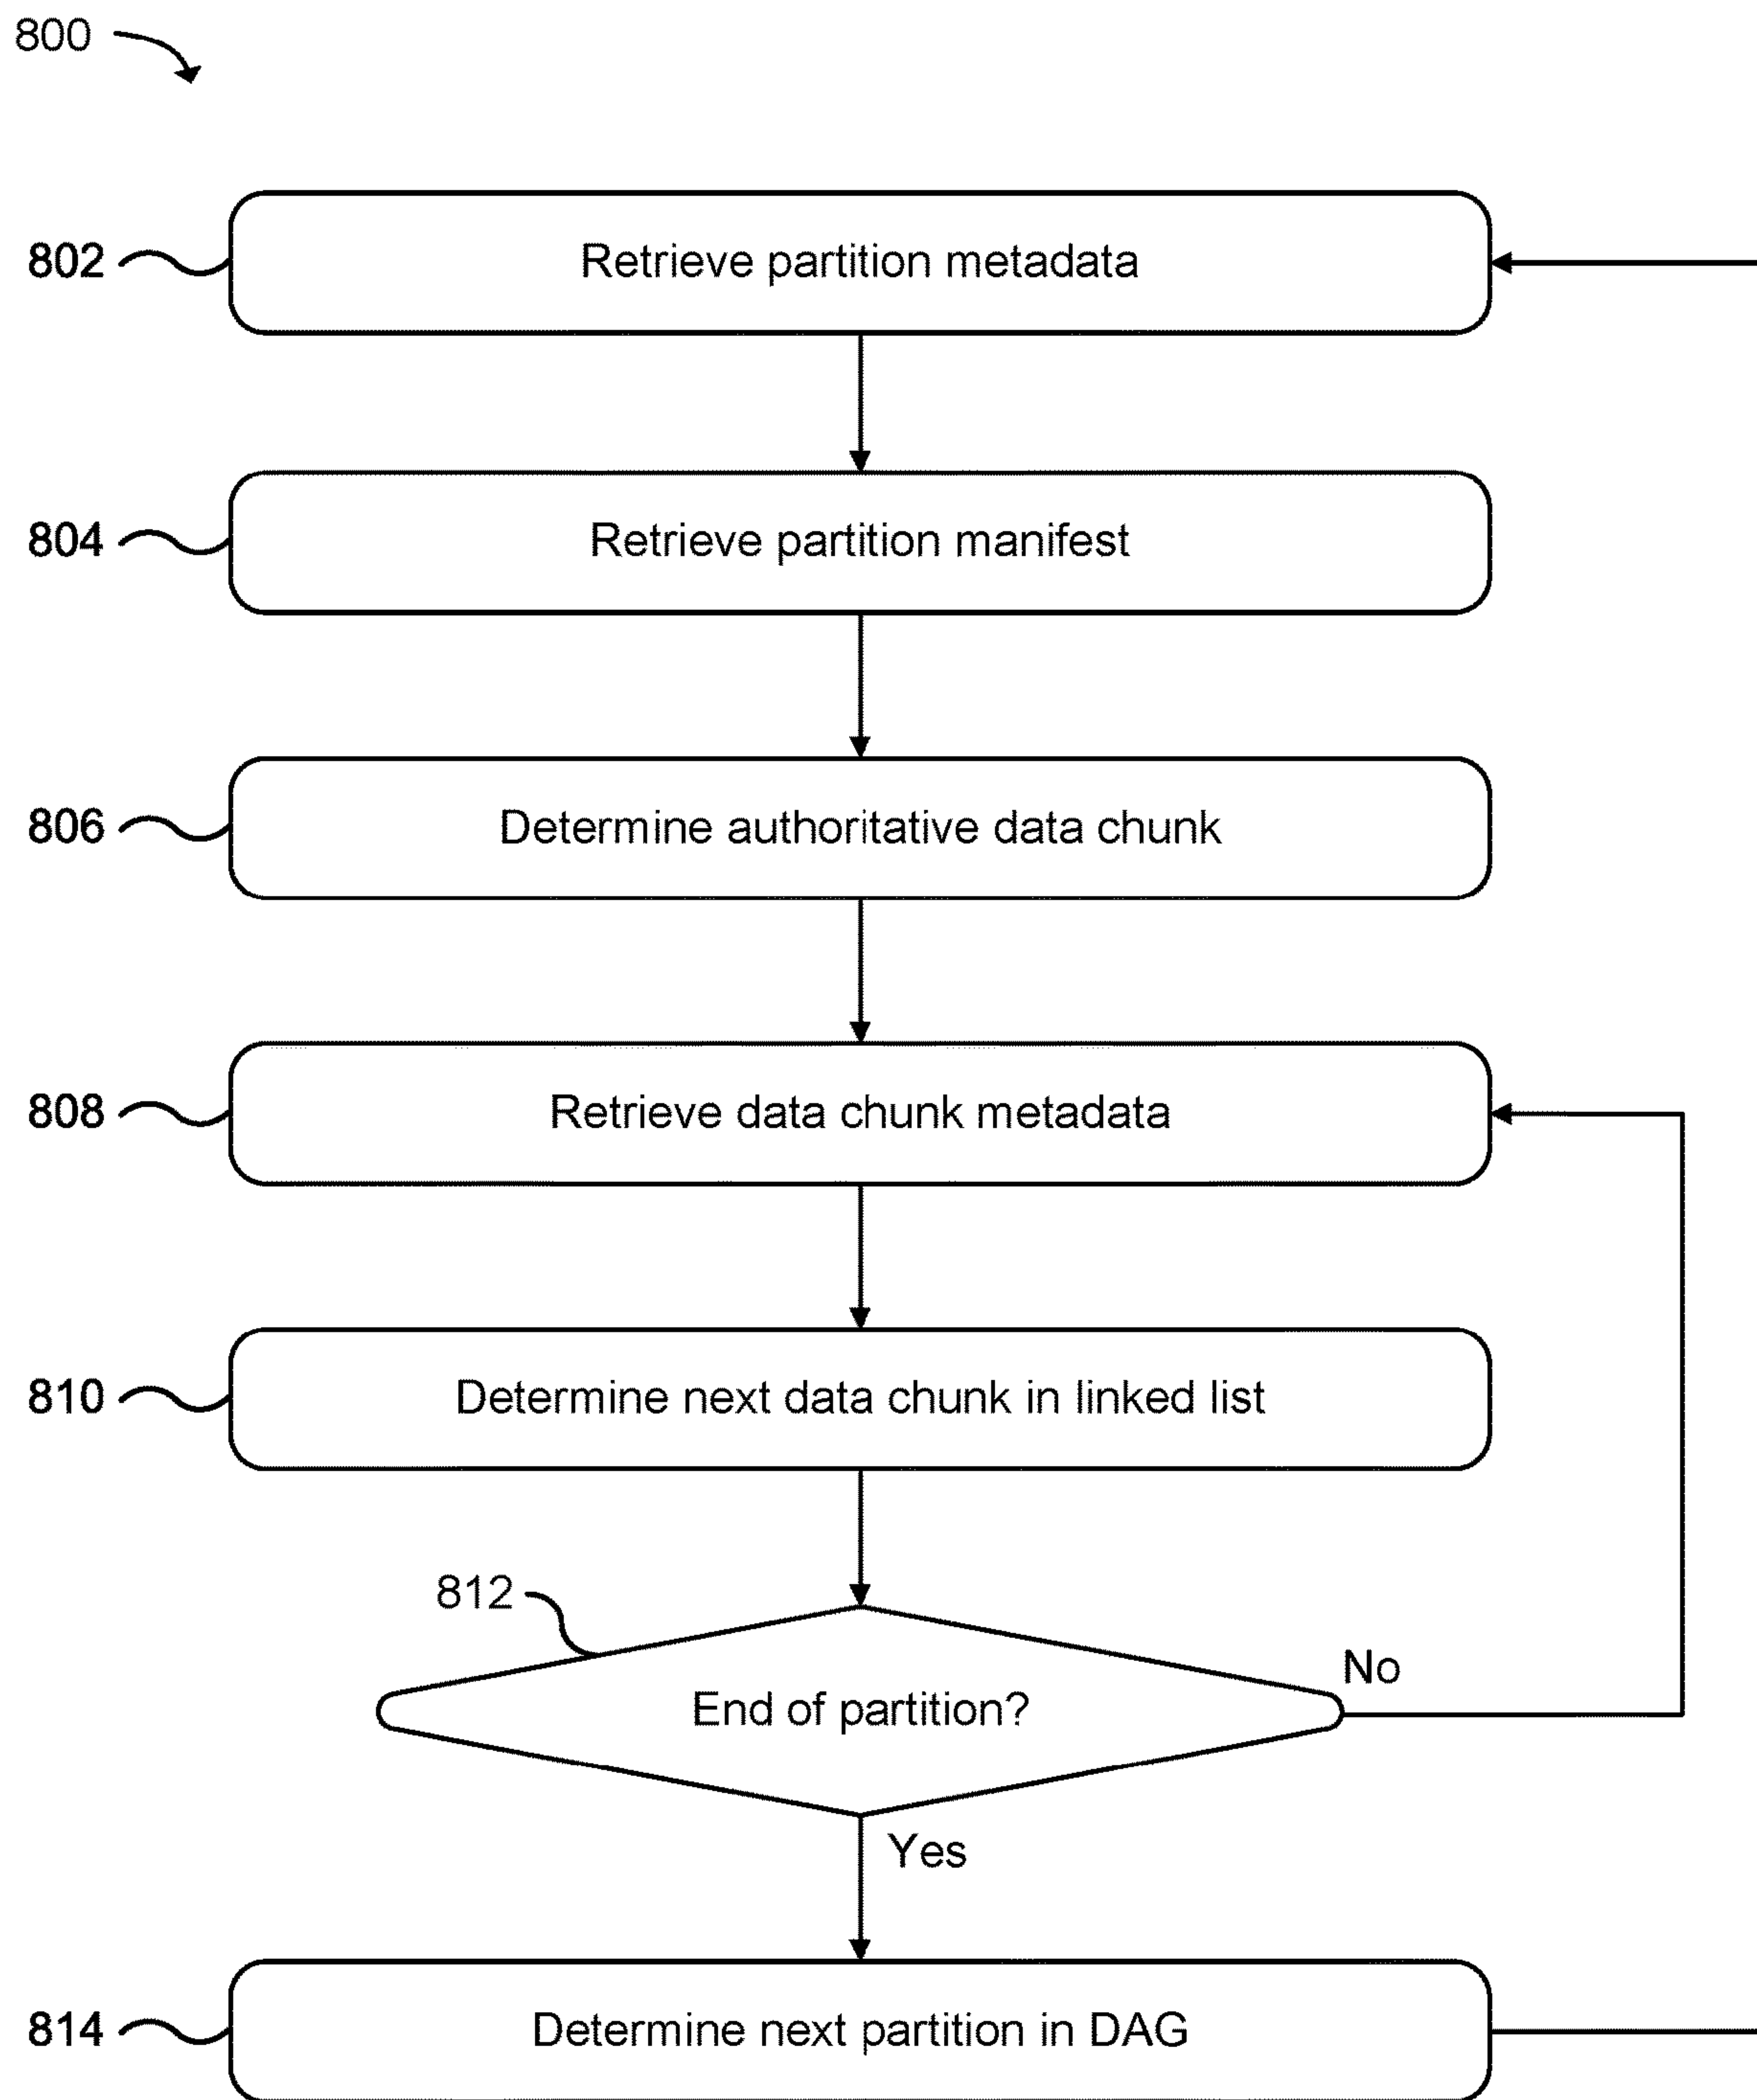 800
802
Retrieve partition metadata
804
Retrieve partition manifest
806
Determine authoritative data chunk
808
Retrieve data chunk metadata
810
Determine next data chunk in linked list
812
End of partition?
No
Yes
814
Determine next partition in DAG